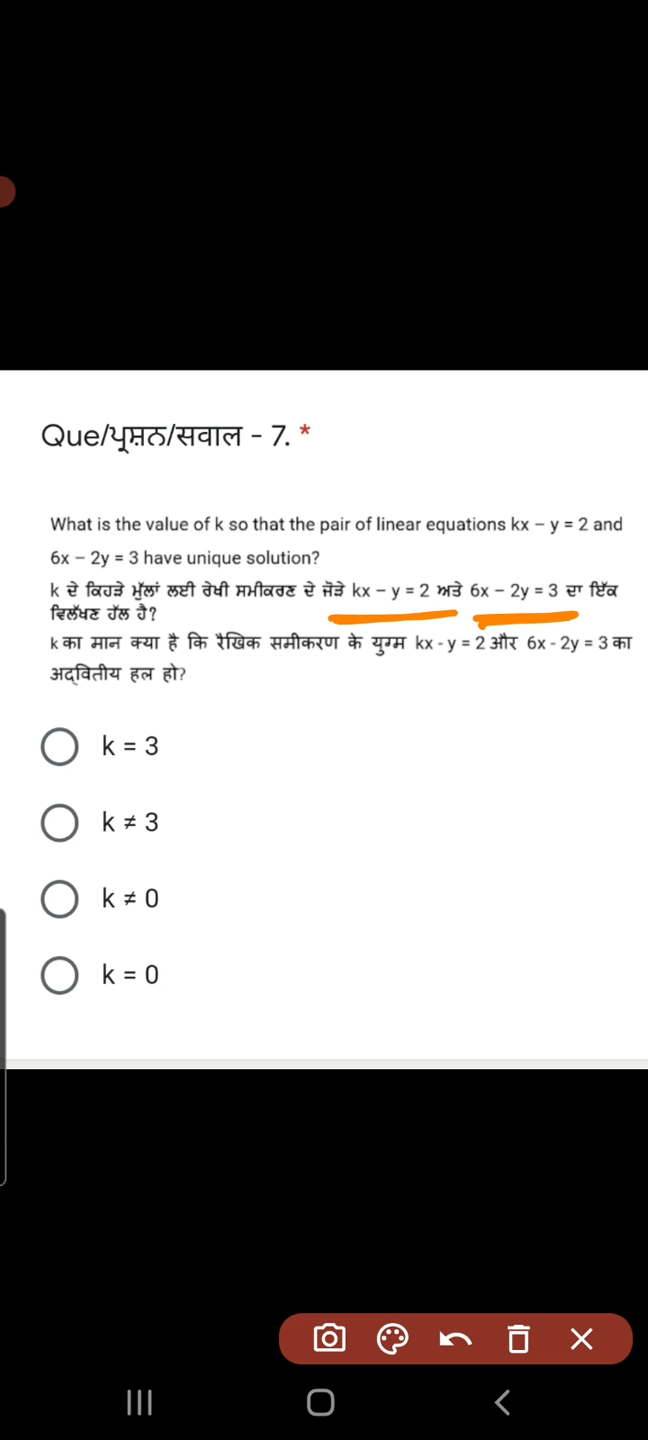 Que/ਪ੍ਰਸ਼ਨ/सवाल - 7. *
What is the value of k so that the pair of linear equations kx – y = 2 and
6x – 2y = 3 have unique solution?
k ਦੇ ਕਿਹੜੇ ਮੁੱਲਾਂ ਲਈ ਰੇਖੀ ਸਮੀਕਰਣ ਦੇ ਜੋੜੇ kx – y = 2 ਅਤੇ 6x – 2y = 3 ਦਾ ਇੱਕ
ਵਿਲੱਖਣ ਹੱਲ ਹੈ?
k का मान क्या है कि रैखिक समीकरण के युग्म kx - y = 2 और 6x - 2y = 3 का
अद्वितीय हल हो?
k = 3
k ≠ 3
k ≠ 0
k = 0